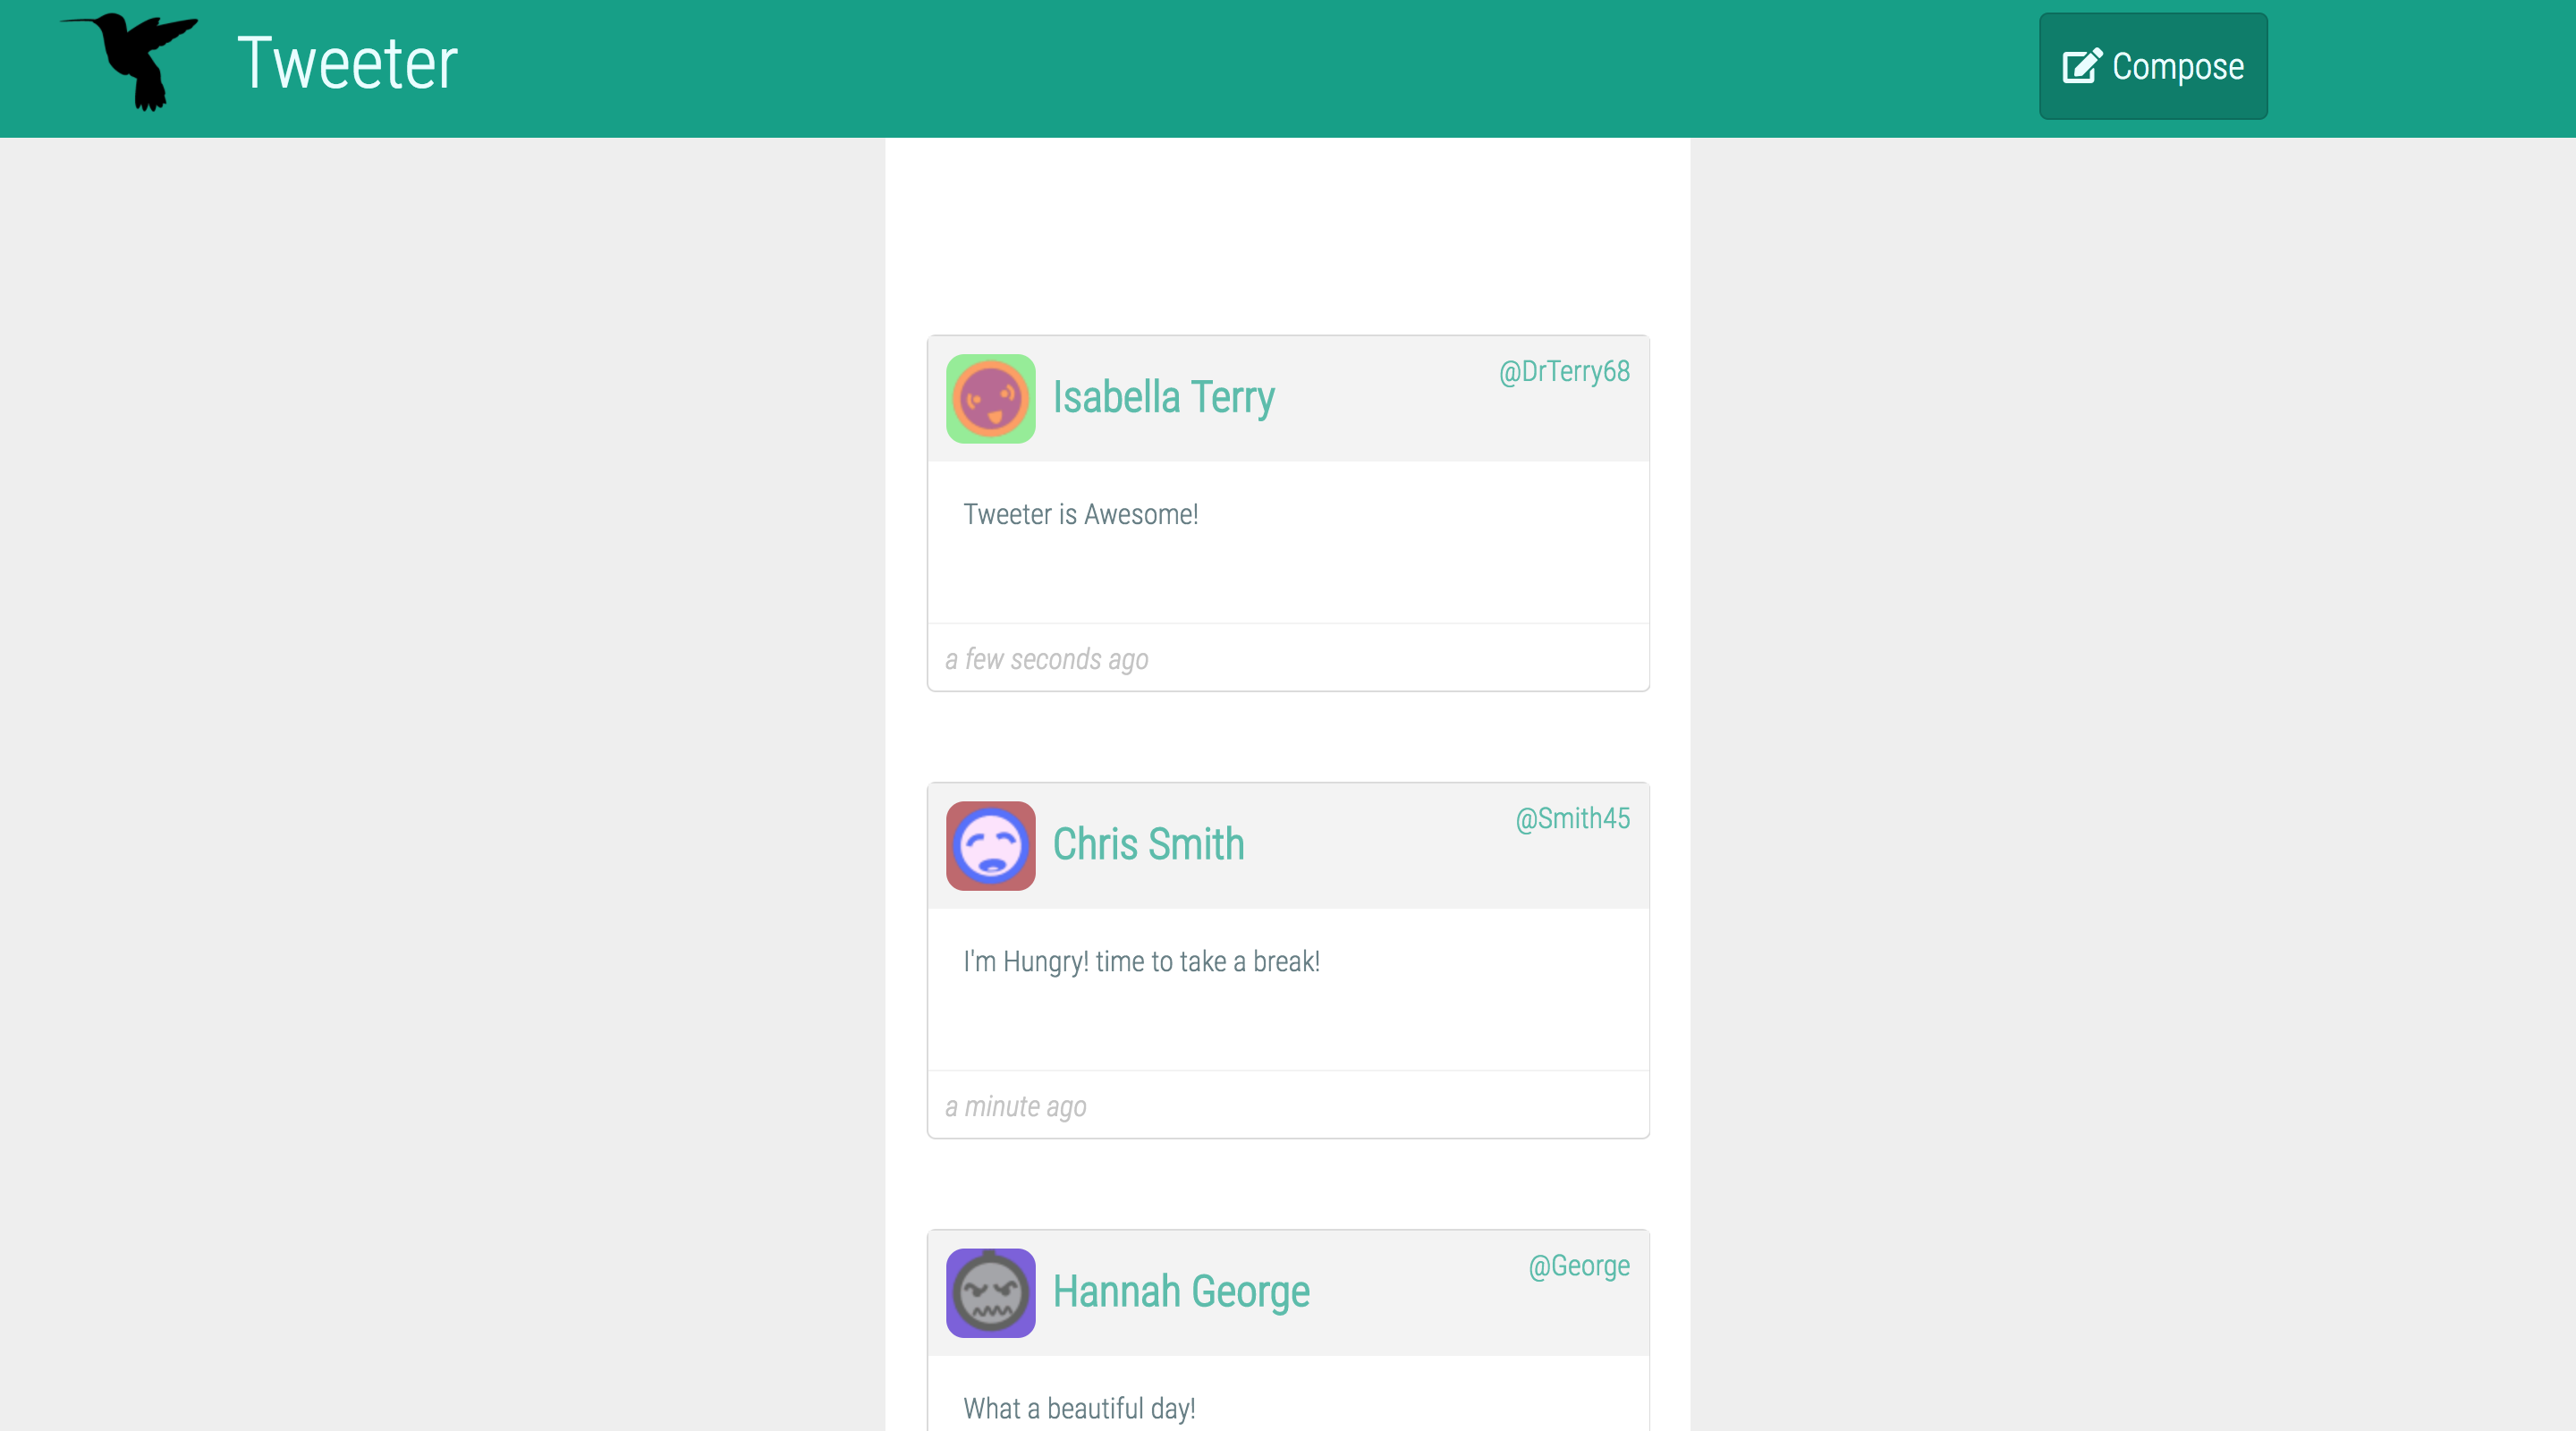 Tweeter
Compose
Isabella Terry
@DrTerry68
Tweeter is Awesome!
a few seconds ago
Chris Smith
@Smith45
I'm Hungry! time to take a break!
a minute ago
Hannah George
@George
What a beautiful day!